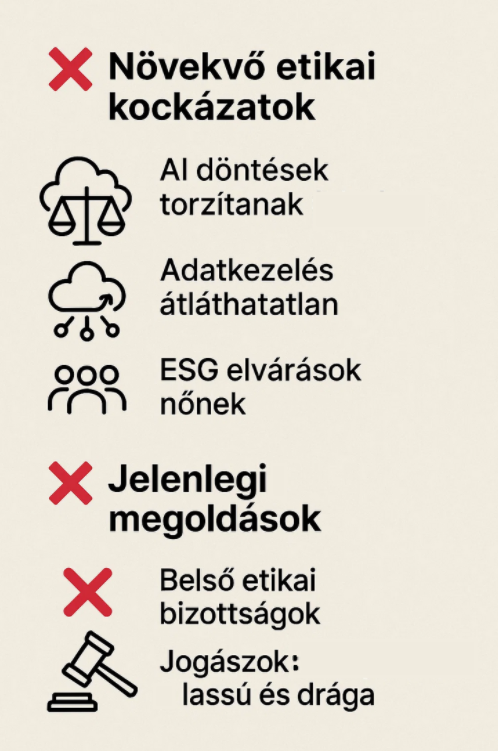 Növekvő etikai
kockázatok
AI döntések
torzítanak
Adatkezelés
átláthatatlan
ESG elvárások
nőnek
Jelenlegi
megoldások
Belső etikai
bizottságok
Jogászok:
lassú és drága